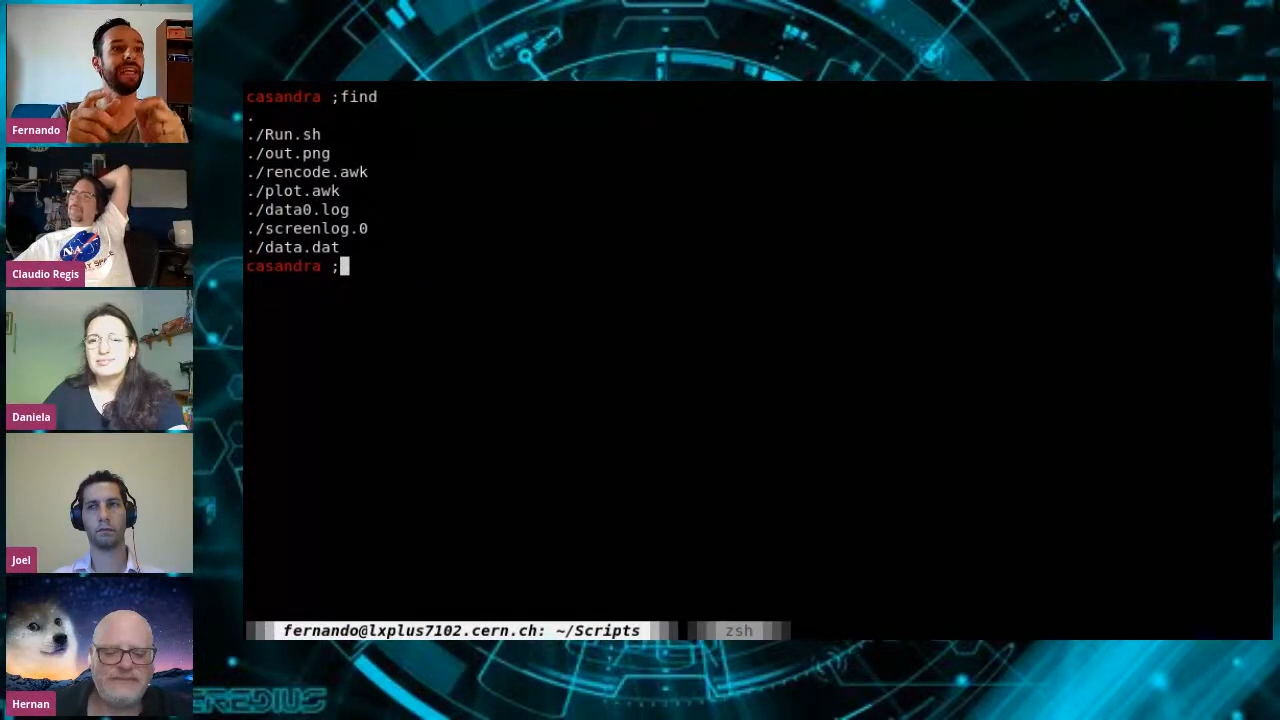 Fernando
Claudio Regis
Daniela
Joel
Hernan
casandra ;find
.
./Run.sh
./out.png
./rencode.awk
./plot.awk
./data0.log
./screenlog.0
./data.dat
casandra ;
fernando@lxplus7102.cern.ch: ~/Scripts
zsh